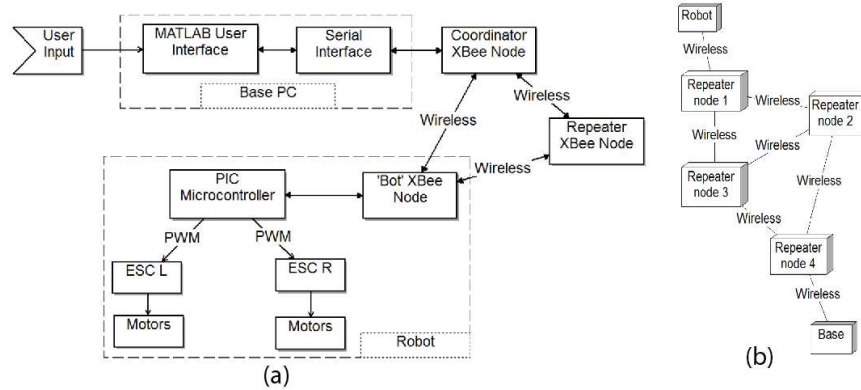 User
Input
MATLAB User
Interface
Serial
Interface
Base PC
Coordinator
XBee Node
Wireless
Wireless
Repeater
XBee Node
Wireless
PIC
Microcontroller
'Bot' XBee
Node
PWM
PWM
ESC L
ESC R
Motors
Motors
Robot
(a)
Robot
Wireless
Repeater
node 1
Wireless
Repeater
node 2
Wireless
Wireless
Repeater
node 3
Wireless
Wireless
Repeater
node 4
Wireless
Base
(b)